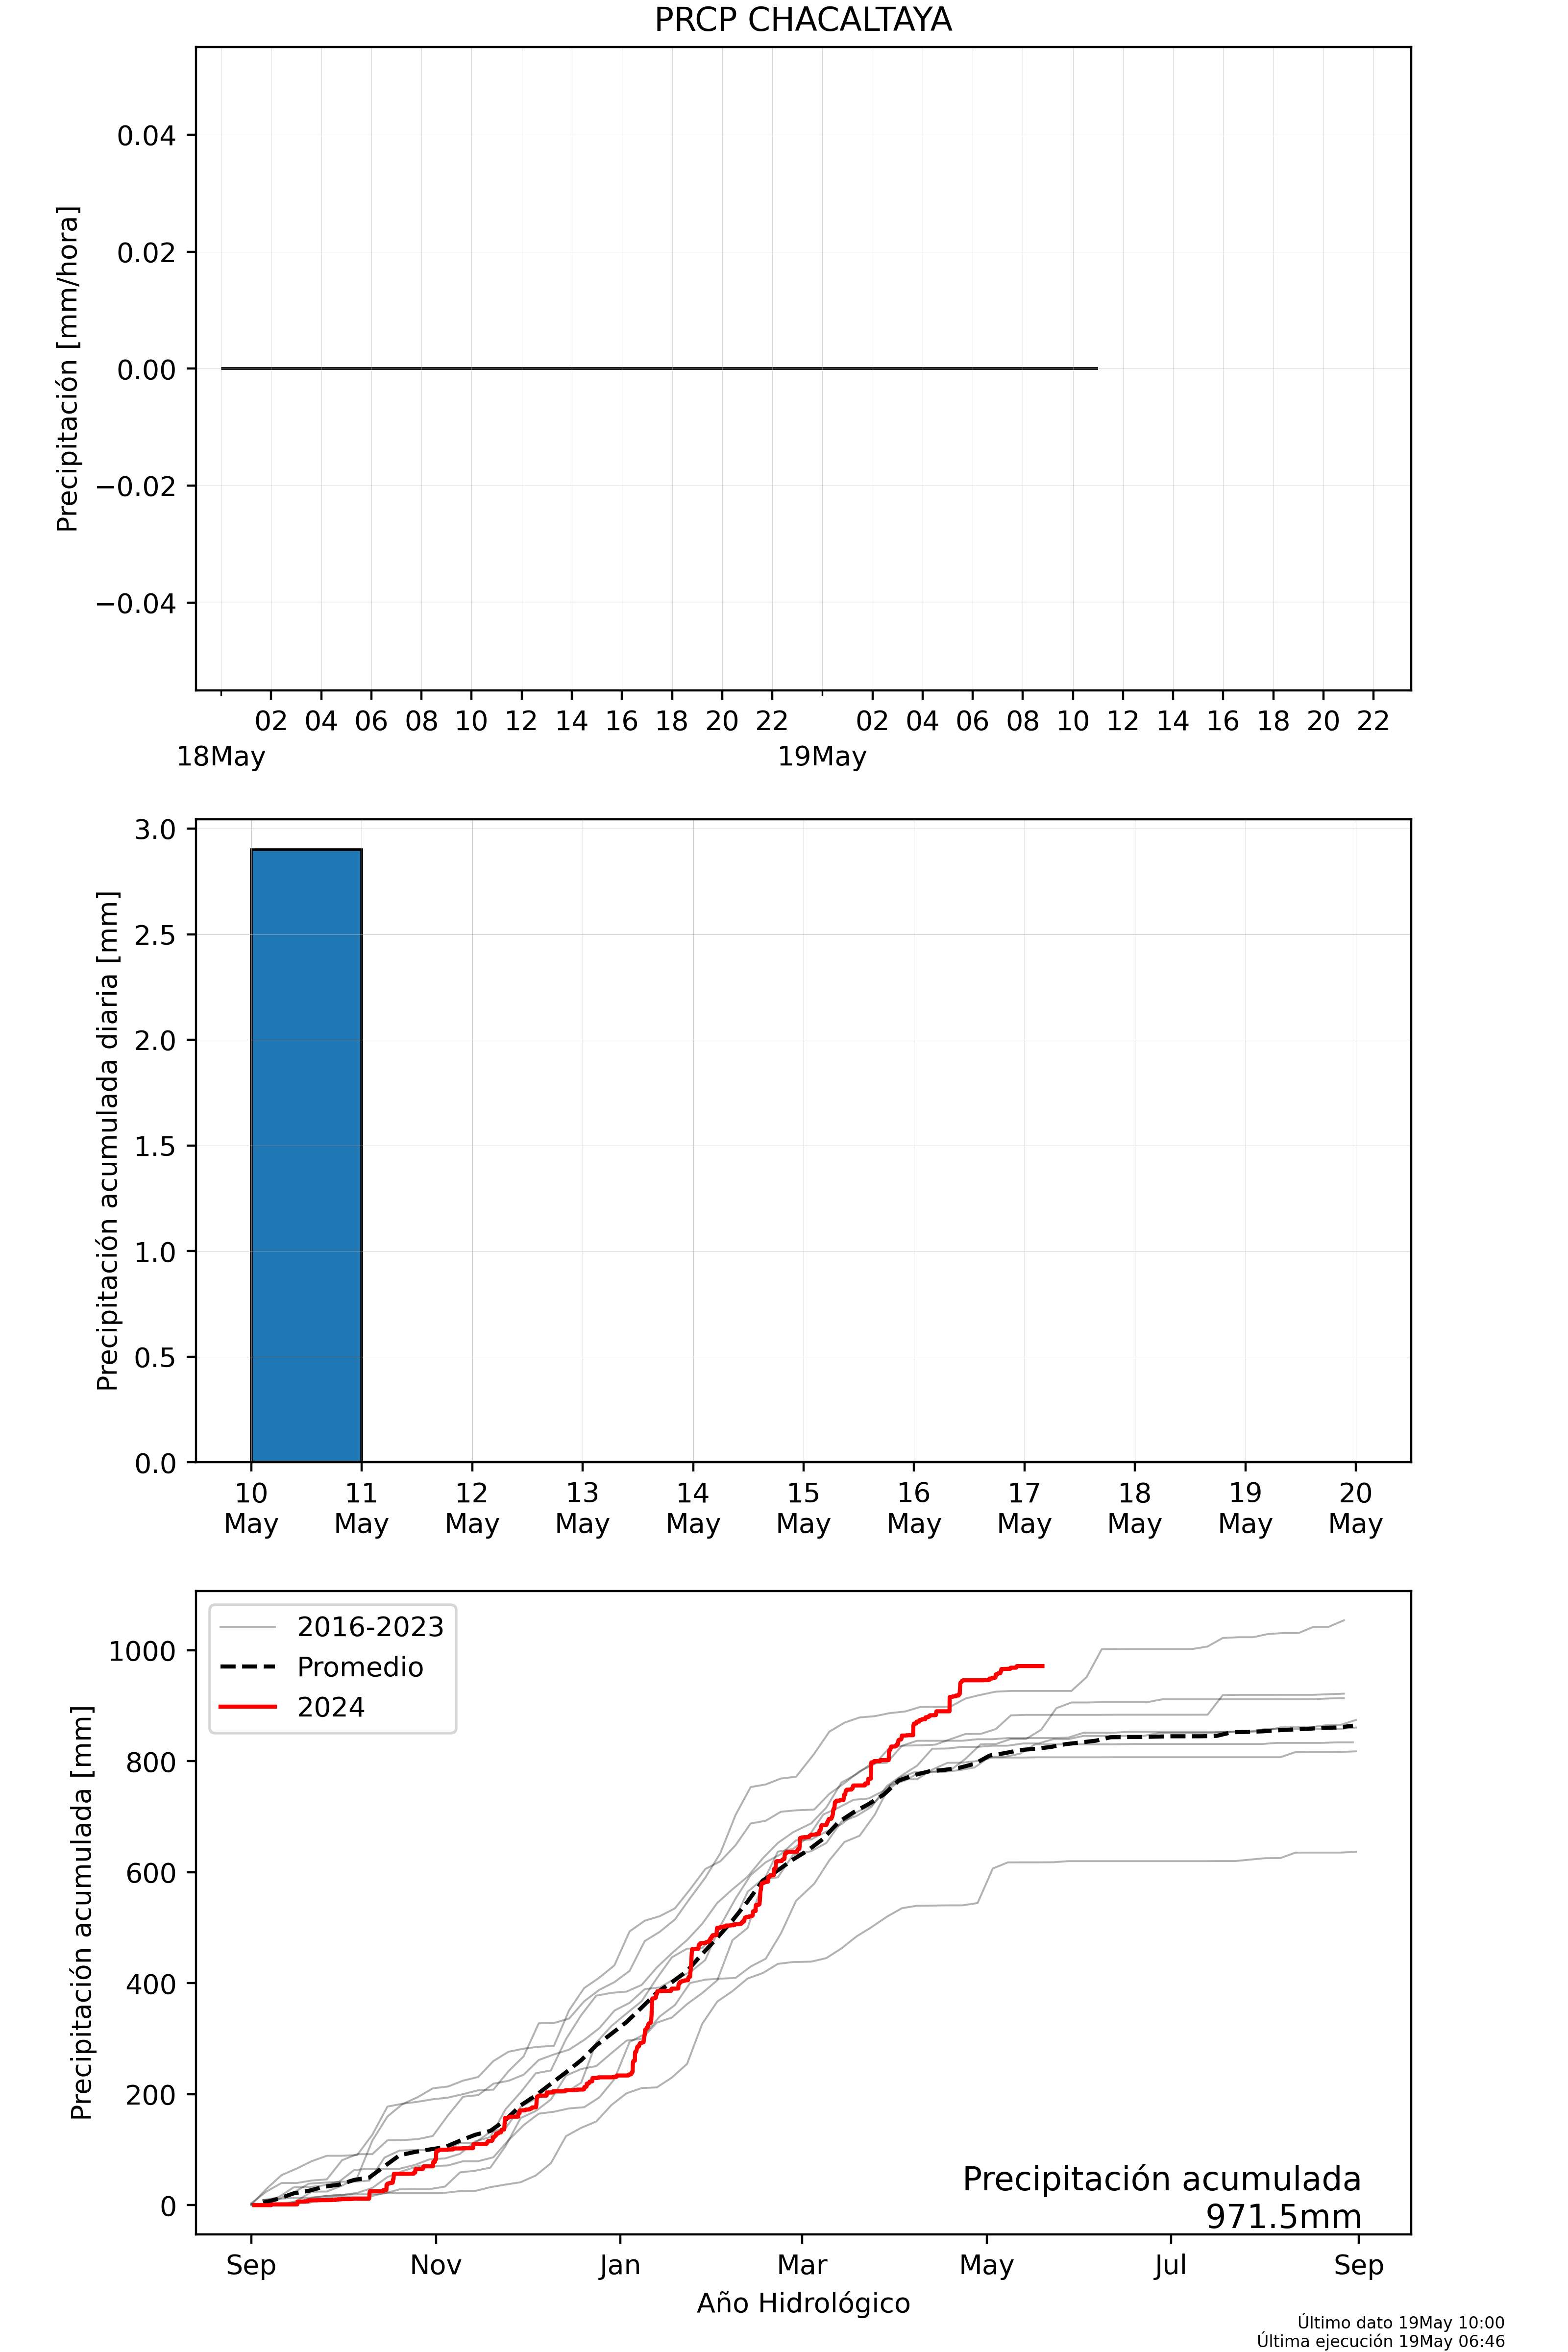 PRCP CHACALTAYA
Precipitación [mm/hora]
0.04
0.02
0.00
−0.02
−0.04
02 04 06 08 10 12 14 16 18 20 22 02 04 06 08 10 12 14 16 18 20 22
18May 19May
Precipitación acumulada diaria [mm]
3.0
2.5
2.0
1.5
1.0
0.5
0.0
10 11 12 13 14 15 16 17 18 19 20
May May May May May May May May May May May
Precipitación acumulada [mm]
1000
800
600
400
200
0
2016-2023
Promedio
2024
Precipitación acumulada
971.5mm
Sep Nov Jan Mar May Jul Sep
Año Hidrológico
Último dato 19May 10:00
Última ejecución 19May 06:46